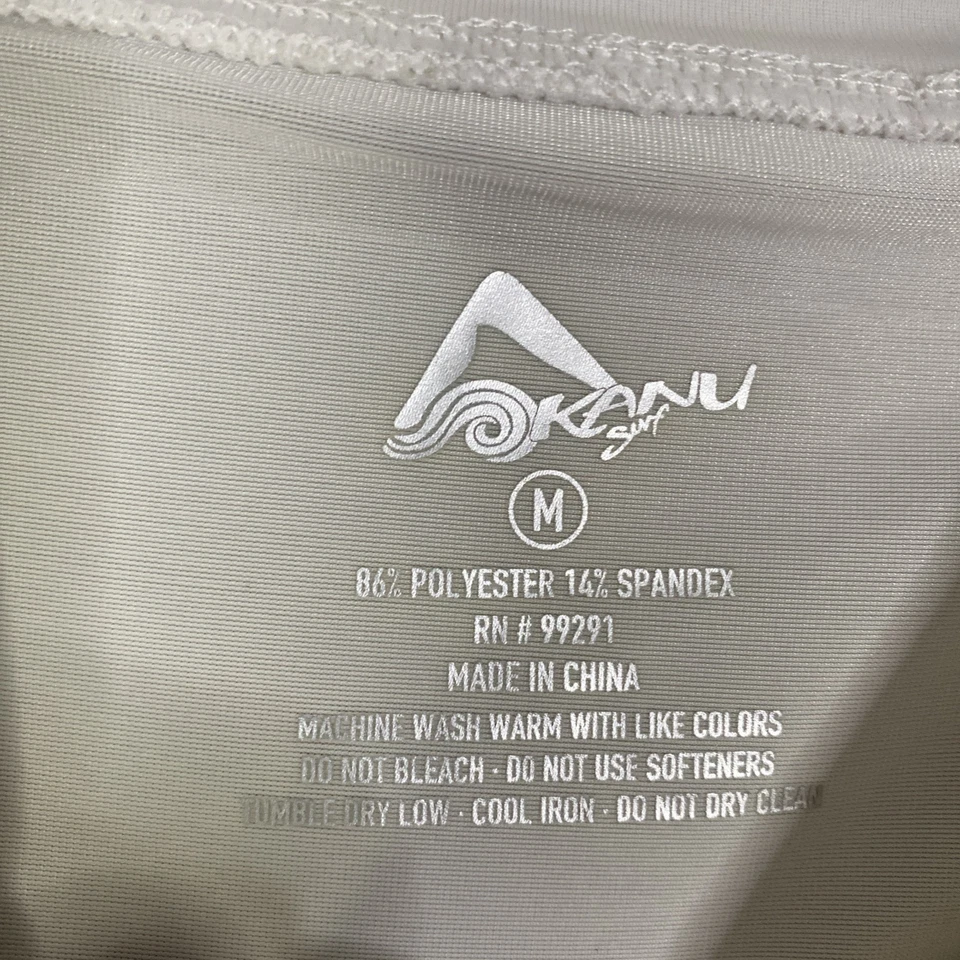 KANU
Surf
M
86% POLYESTER 14% SPANDEX
RN # 99291
MADE IN CHINA
MACHINE WASH WARM WITH LIKE COLORS
DO NOT BLEACH · DO NOT USE SOFTENERS
TUMBLE DRY LOW · COOL IRON · DO NOT DRY CLEAN